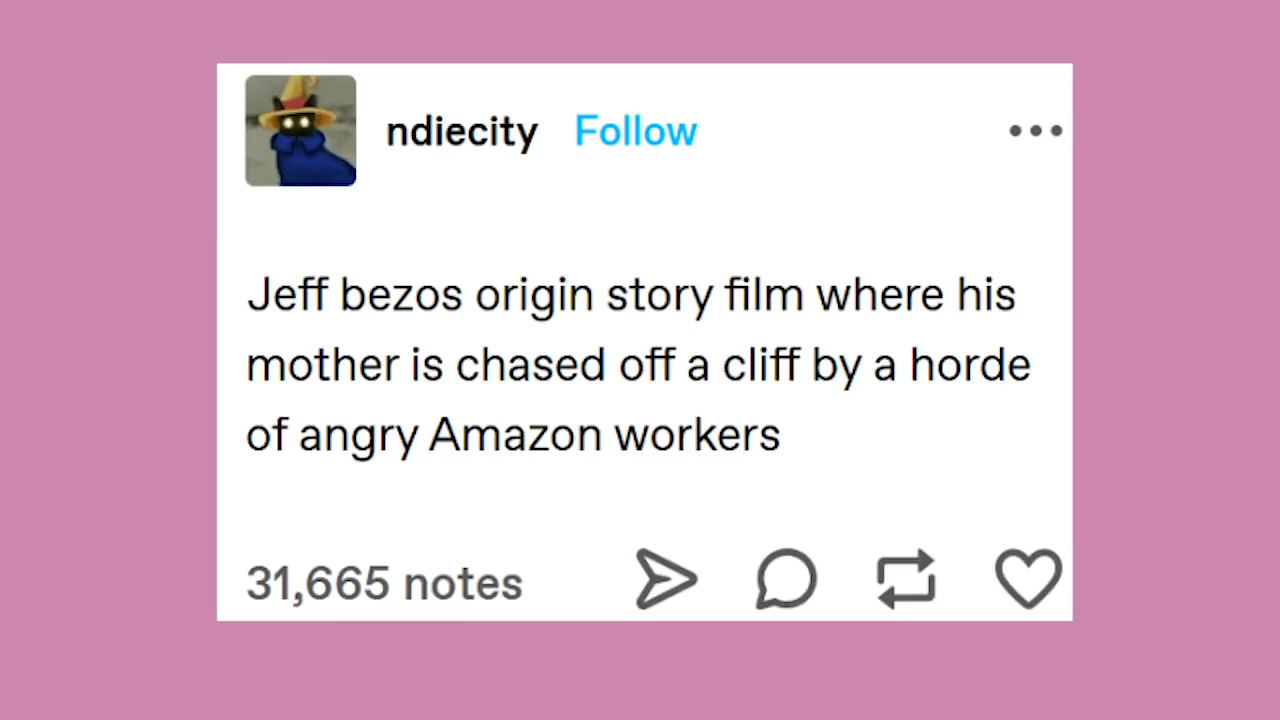 ndiecity Follow
Jeff bezos origin story film where his
mother is chased off a cliff by a horde
of angry Amazon workers
31,665 notes